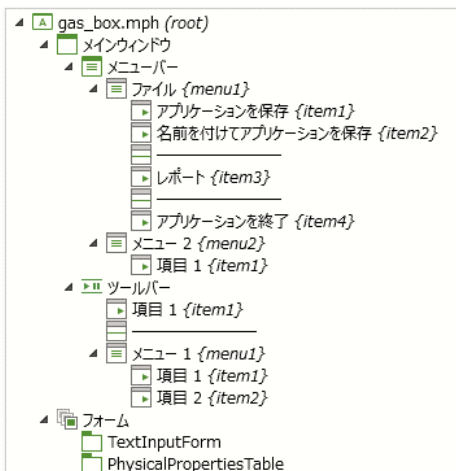 gas_box.mph (root)
メインウィンドウ
メニューバー
ファイル {menu1}
アプリケーションを保存 {item1}
名前を付けてアプリケーションを保存 {item2}
レポート {item3}
アプリケーションを終了 {item4}
メニュー 2 {menu2}
項目 1 {item1}
ツールバー
項目 1 {item1}
メニュー 1 {menu1}
項目 1 {item1}
項目 2 {item2}
フォーム
TextInputForm
PhysicalPropertiesTable